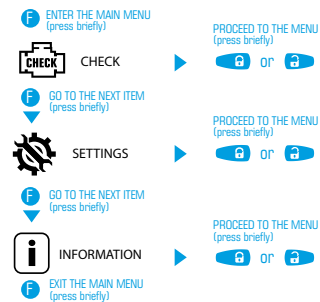 F ENTER THE MAIN MENU
(press briefly)
PROCEED TO THE MENU
(press briefly)
CHECK CHECK
or
F GO TO THE NEXT ITEM
(press briefly)
PROCEED TO THE MENU
(press briefly)
SETTINGS
or
F GO TO THE NEXT ITEM
(press briefly)
PROCEED TO THE MENU
(press briefly)
i INFORMATION
or
F EXIT THE MAIN MENU
(press briefly)